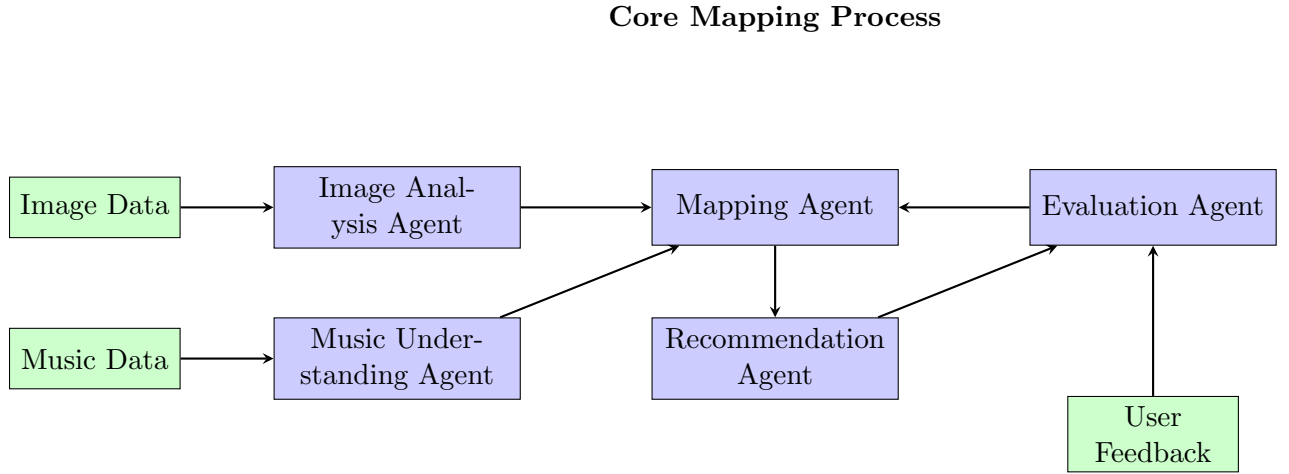 Core Mapping Process
Image Data
Image Anal-
ysis Agent
Mapping Agent
Evaluation Agent
Music Data
Music Under-
standing Agent
Recommendation
Agent
User
Feedback